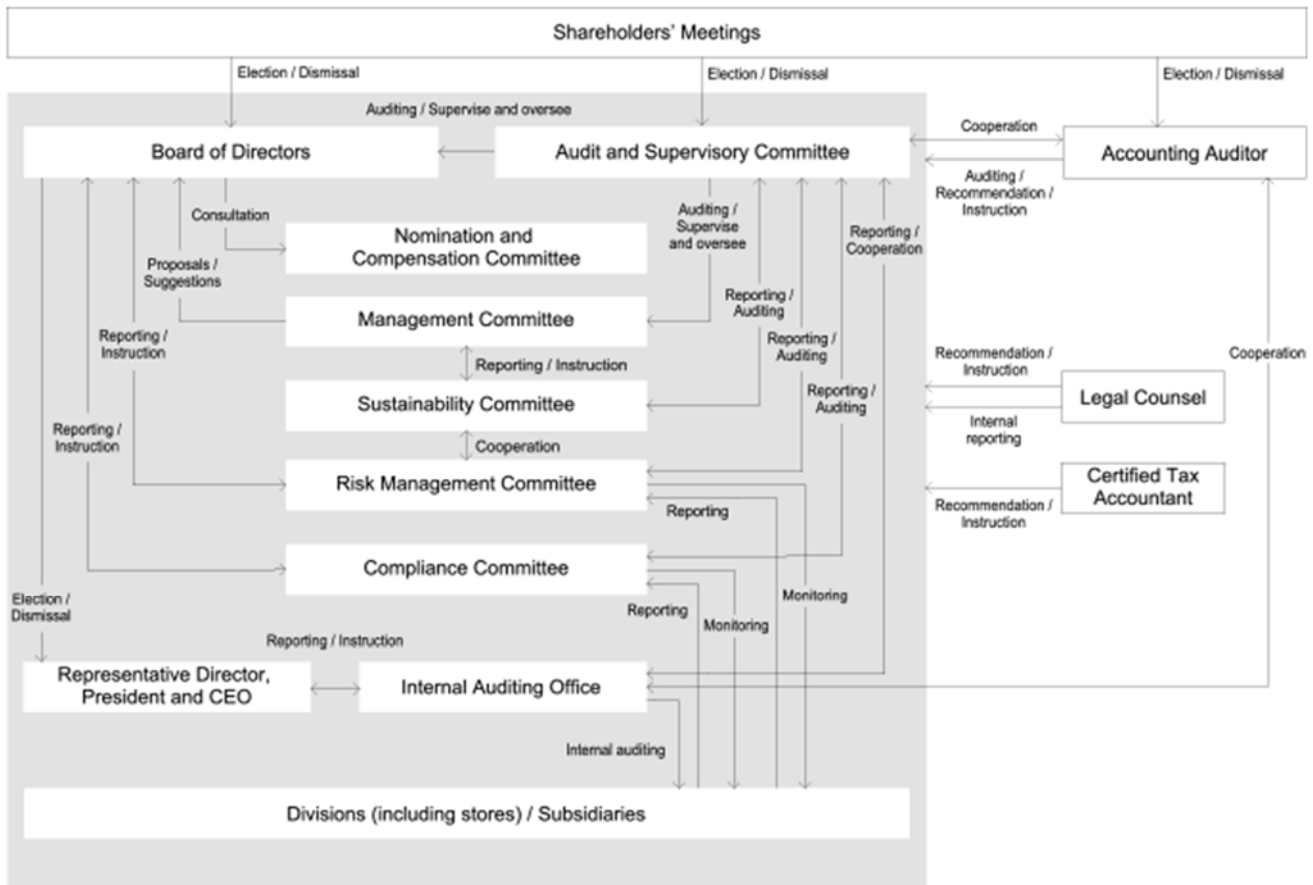 Shareholders' Meetings
Election / Dismissal
Election / Dismissal
Election / Dismissal
Auditing / Supervise and oversee
Board of Directors
Audit and Supervisory Committee
Cooperation
Accounting Auditor
Auditing /
Recommendation /
Instruction
Consultation
Nomination and
Compensation Committee
Auditing /
Supervise
and oversee
Reporting /
Cooperation
Proposals /
Suggestions
Management Committee
Reporting /
Auditing
Reporting /
Instruction
Reporting /
Auditing
Reporting / Instruction
Recommendation /
Instruction
Cooperation
Sustainability Committee
Reporting /
Auditing
Legal Counsel
Internal
reporting
Reporting /
Instruction
Cooperation
Risk Management Committee
Reporting
Certified Tax
Accountant
Recommendation /
Instruction
Compliance Committee
Election /
Dismissal
Reporting
Monitoring
Monitoring
Reporting / Instruction
Representative Director,
President and CEO
Internal Auditing Office
Internal auditing
Divisions (including stores) / Subsidiaries